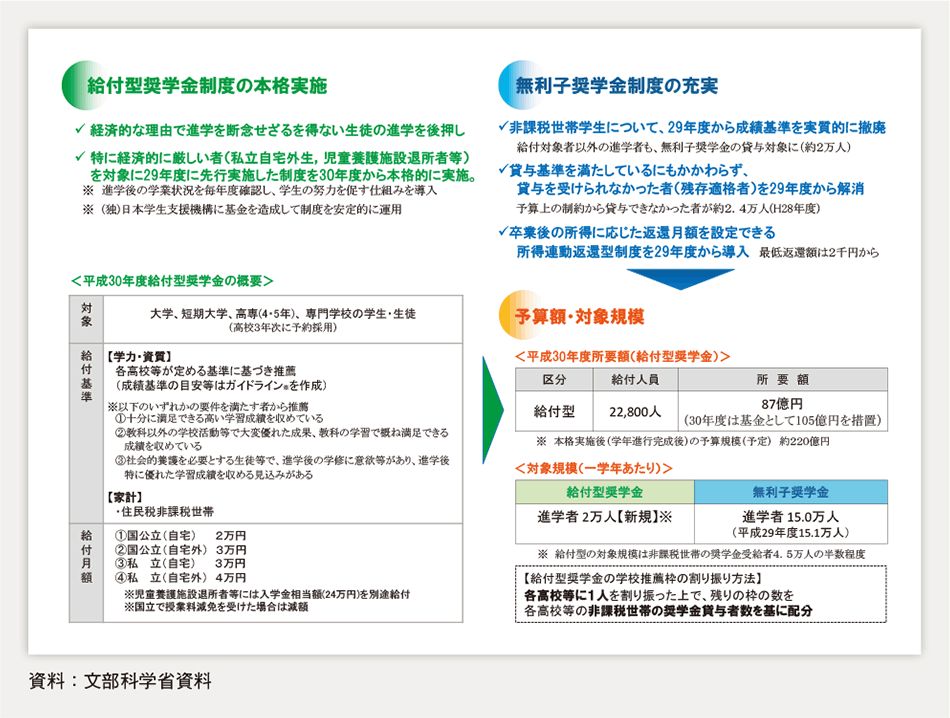 給付型奨学金制度の本格実施
✓ 経済的な理由で進学を断念せざるを得ない生徒の進学を後押し
✓ 特に経済的に厳しい者（私立自宅外生，児童養護施設退所者等）
を対象に29年度に先行実施した制度を30年度から本格的に実施。
※ 進学後の学業状況を毎年度確認し、学生の努力を促す仕組みを導入
※ （独）日本学生支援機構に基金を造成して制度を安定的に運用
＜平成30年度給付型奨学金の概要＞
対象
大学、短期大学、高専（4・5年）、専門学校の学生・生徒
（高校3年次に予約採用）
給付基準
【学力・資質】
各高校等が定める基準に基づき推薦
（成績基準の目安等はガイドライン※を作成）
※以下のいずれかの要件を満たす者から推薦
①十分に満足できる高い学習成績を収めている
②教科以外の学校活動等で大変優れた成果、教科の学習で概ね満足できる
成績を収めている
③社会的養護を必要とする生徒等で、進学後の学修に意欲等があり、進学後
特に優れた学習成績を収める見込みがある
【家計】
・住民税非課税世帯
給付月額
①国公立（自宅） 2万円
②国公立（自宅外） 3万円
③私　立（自宅） 3万円
④私　立（自宅外） 4万円
※児童養護施設退所者等には入学金相当額（24万円）を別途給付
※国立で授業料減免を受けた場合は減額
無利子奨学金制度の充実
✓非課税世帯学生について、29年度から成績基準を実質的に撤廃
給付対象者以外の進学者も、無利子奨学金の貸与対象に（約2万人）
✓貸与基準を満たしているにもかかわらず、
貸与を受けられなかった者（残存適格者）を29年度から解消
予算上の制約から貸与できなかった者が約2．4万人（H28年度）
✓卒業後の所得に応じた返還月額を設定できる
所得連動返還型制度を29年度から導入　最低返還額は2千円から
予算額・対象規模
＜平成30年度所要額（給付型奨学金）＞
区分 給付人員 所要額
給付型 22,800人 87億円
（30年度は基金として105億円を措置）
※ 本格実施後（学年進行完成後）の予算規模（予定） 約220億円
＜対象規模（一学年あたり）＞
給付型奨学金 無利子奨学金
進学者 2万人【新規】※ 進学者 15.0万人
（平成29年度15.1万人）
※ 給付型の対象規模は非課税世帯の奨学金受給者4．5万人の半数程度
【給付型奨学金の学校推薦枠の割り振り方法】
各高校等に1人を割り振った上で、残りの枠の数を
各高校等の非課税世帯の奨学金貸与者数を基に配分
資料：文部科学省資料